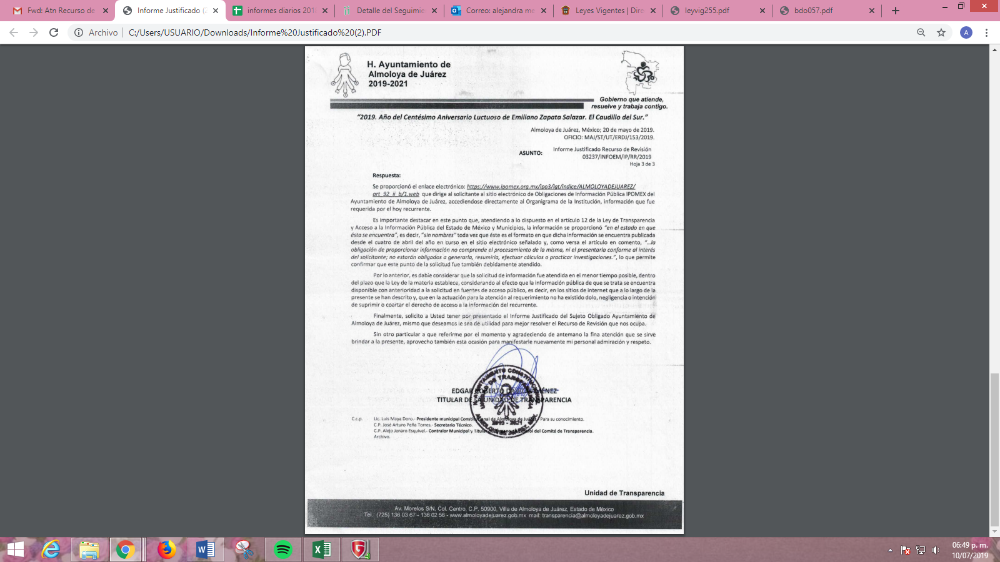 Fwd: Atn Recurso de
Informe Justificado (2
informes diarios 201
Detalle del Seguimie
Correo: alejandra me
Leyes Vigentes | Dire
leyvig255.pdf
bdo057.pdf
Archivo
C:/Users/USUARIO/Downloads/Informe%20Justificado%20(2).PDF
A
H. Ayuntamiento de
Almoloya de Juárez
2019-2021
Gobierno que atiende,
resuelve y trabaja contigo.
"2019. Año del Centésimo Aniversario Luctuoso de Emiliano Zapata Salazar. El Caudillo del Sur."
Almoloya de Juárez, México; 20 de mayo de 2019.
OFICIO: MAJ/ST/UT/ERDJ/153/2019.
ASUNTO: Informe Justificado Recurso de Revisión
03237/INFOEM/IP/RR/2019
Hoja 3 de 3
Respuesta:
Se proporcionó el enlace electrónico: https://www.ipomex.org.mx/ipo3/lgt/indice/ALMOLOYADEJUAREZ/
art_92_ii_b/1.web que dirige al solicitante al sitio electrónico de Obligaciones de Información Pública IPOMEX del
Ayuntamiento de Almoloya de Juárez, accediendose directamente al Organigrama de la Institución, información que fue
requerida por el hoy recurrente.
Es importante destacar en este punto que, atendiendo a lo dispuesto en el artículo 12 de la Ley de Transparencia
y Acceso a la Información Pública del Estado de México y Municipios, la información se proporcionó "en el estado en que
ésta se encuentra", es decir, "sin nombres" toda vez que éste es el formato en que dicha información se encuentra publicada
desde el cuatro de abril del año en curso en el sitio electrónico señalado y, como versa el artículo en comento, "...la
obligación de proporcionar información no comprende el procesamiento de la misma, ni el presentarla conforme al interés
del solicitante; no estarán obligados a generarla, resumirla, efectuar cálculos o practicar investigaciones.", lo que permite
confirmar que este punto de la solicitud fue también debidamente atendido.
Por lo anterior, es dable considerar que la solicitud de información fue atendida en el menor tiempo posible, dentro
del plazo que la Ley de la materia establece, considerando al efecto que la información pública de que se trata se encuentra
disponible con anterioridad a la solicitud en fuentes de acceso público, es decir, en los sitios de internet que a lo largo de la
presente se han descrito y, que en la actuación para la atención al requerimiento no ha existido dolo, negligencia o intención
de suprimir o coartar el derecho de acceso a la información del recurrente.
Finalmente, solicito a Usted tener por presentado el Informe Justificado del Sujeto Obligado Ayuntamiento de
Almoloya de Juárez, mismo que deseamos le sea de utilidad para mejor resolver el Recurso de Revisión que nos ocupa.
Sin otro particular a que referirme por el momento y agradeciendo de antemano la fina atención que se sirve
brindar a la presente, aprovecho también esta ocasión para manifestarle nuevamente mi personal admiración y respeto.
EDGAR ROBERTO
TITULAR DE LA UNIDAD DE TRANSPARENCIA
C.c.p. Lic. Luis Maya Doro.- Presidente municipal Constitucional de Almoloya de Juárez.- Para su conocimiento.
C.P. José Arturo Peña Torres.- Secretario Técnico.
C.P. Alejo Jenaro Esquivel.- Contralor Municipal y Titular del Órgano de Control del Comité de Transparencia.
Archivo.
Unidad de Transparencia
Av. Morelos S/N, Col. Centro, C.P. 50900, Villa de Almoloya de Juárez, Estado de México
Tel.: (725) 136 03 67 - 136 02 56 - www.almoloyadejuarez.gob.mx mail: transparencia@almoloyadejuarez.gob.mx
06:49 p. m.
10/07/2019